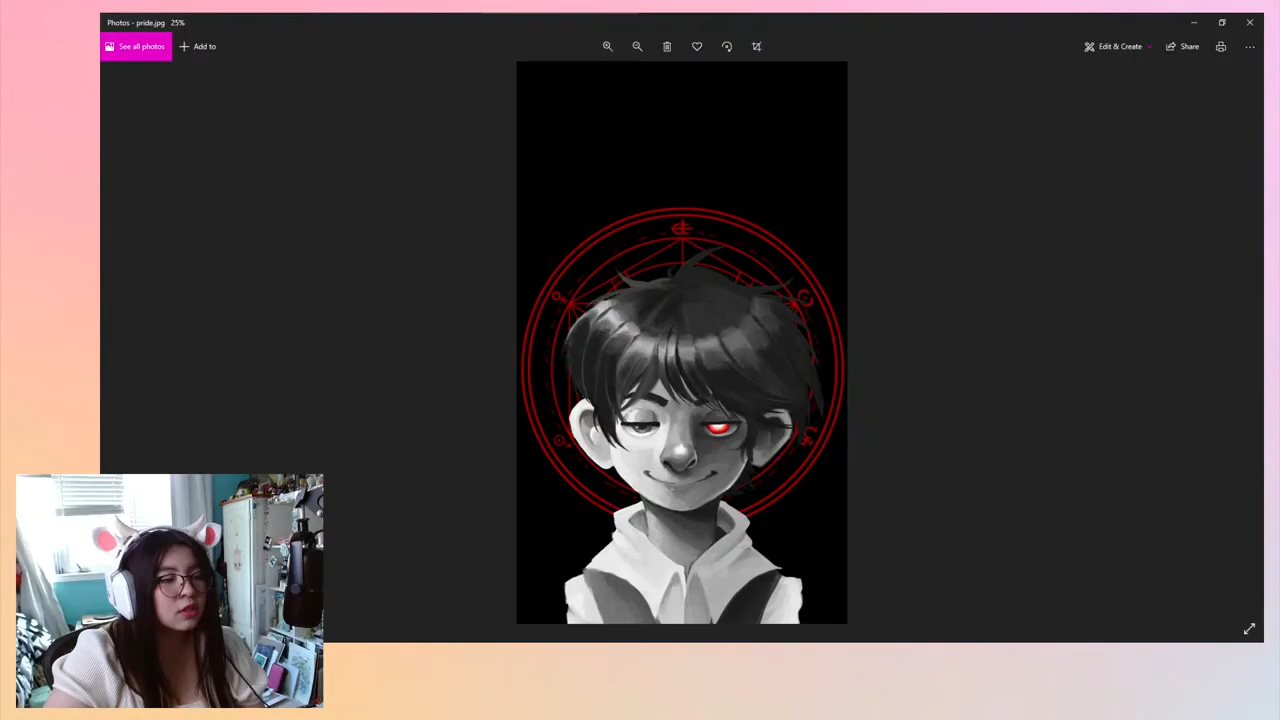 Photos - pride.jpg 25%
See all photos
Add to
Edit & Create
Share